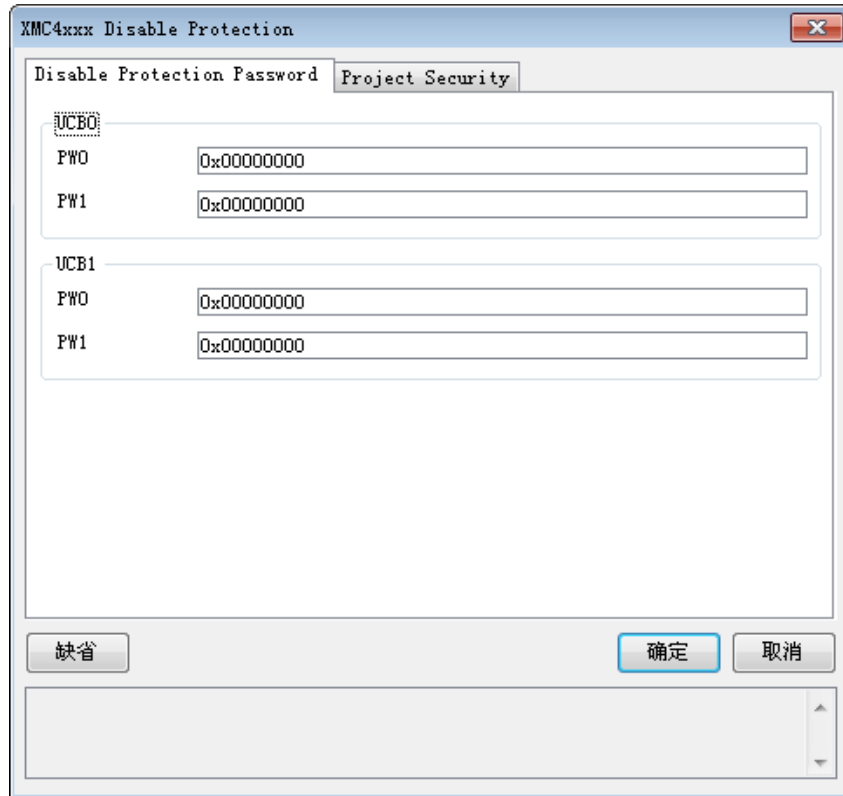 XMC4xxx Disable Protection
Disable Protection Password Project Security
UCB0
PW0 0x00000000
PW1 0x00000000
UCB1
PW0 0x00000000
PW1 0x00000000
缺省 确定 取消